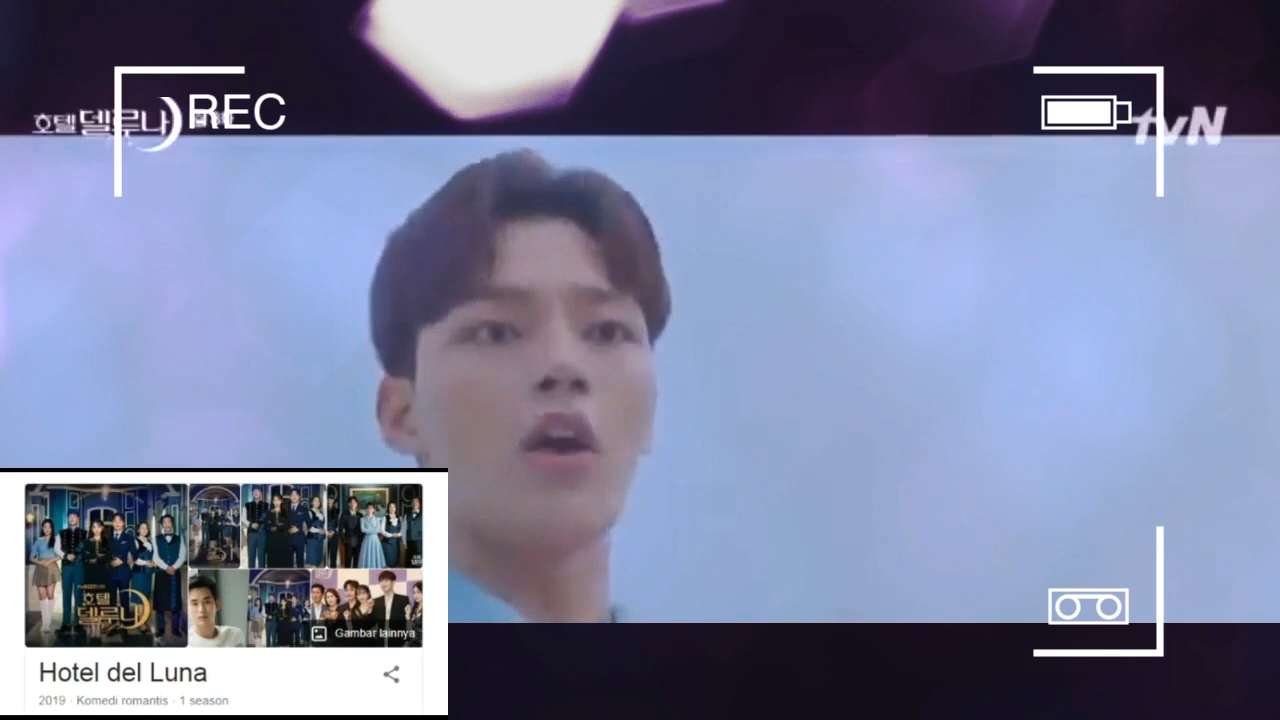 호텔 델루나
REC
tvN
호텔
델루나
Gambar lainnya
Hotel del Luna
2019 · Komedi romantis · 1 season